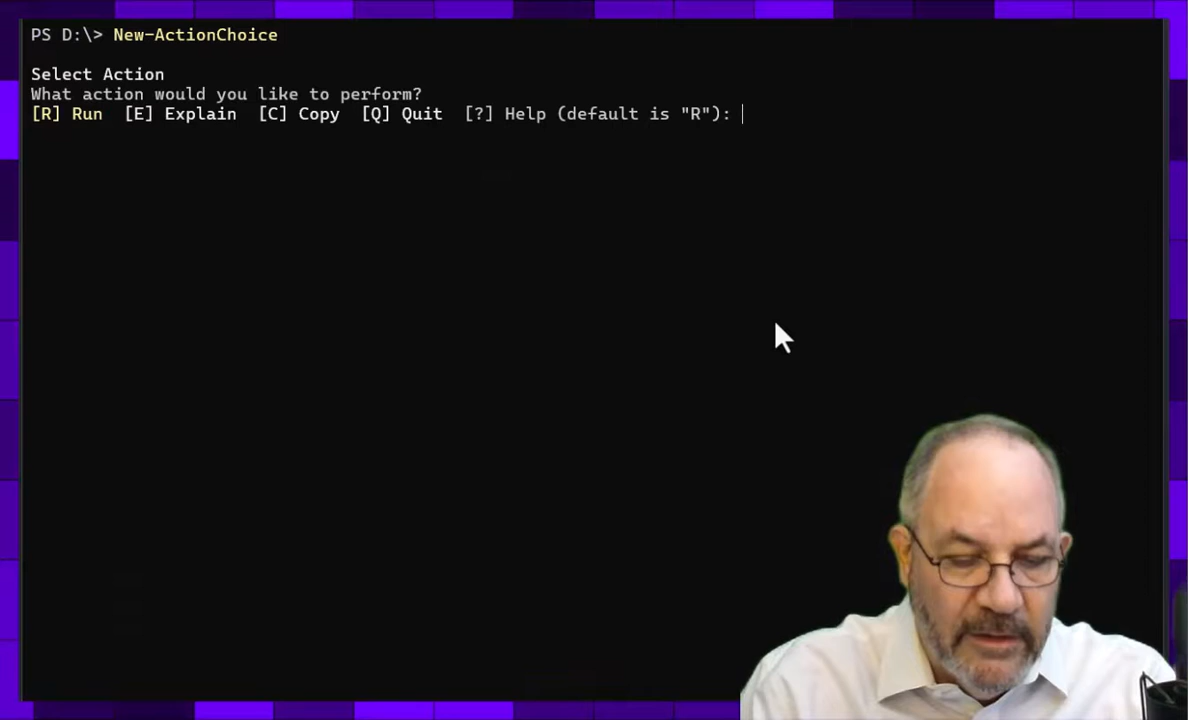 PS D:\> New-ActionChoice
Select Action
What action would you like to perform?
[R] Run  [E] Explain  [C] Copy  [Q] Quit  [?] Help (default is "R"):